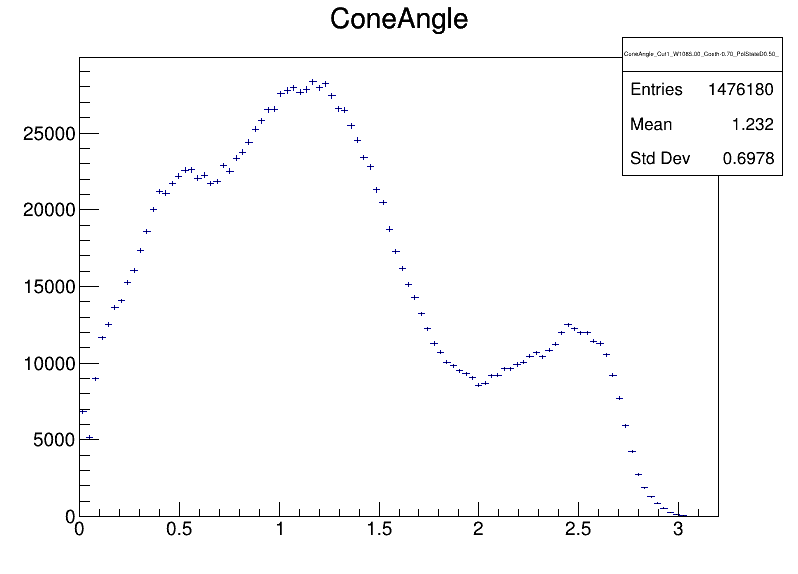 ConeAngle
ConeAngle_Cut1_W1085.00_Costh-0.70_PolStateD0.50_
Entries 1476180
Mean 1.232
Std Dev 0.6978
25000
20000
15000
10000
5000
0
0 0.5 1 1.5 2 2.5 3